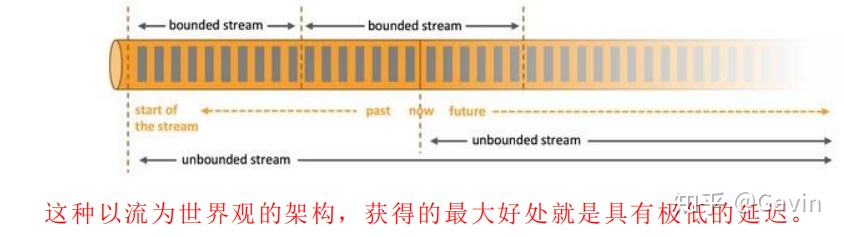 bounded stream
bounded stream
start of
the stream
past
now
future
unbounded stream
unbounded stream
这种以流为世界观的架构，获得的最大好处就是具有极低的延迟。
知乎 @Gavin